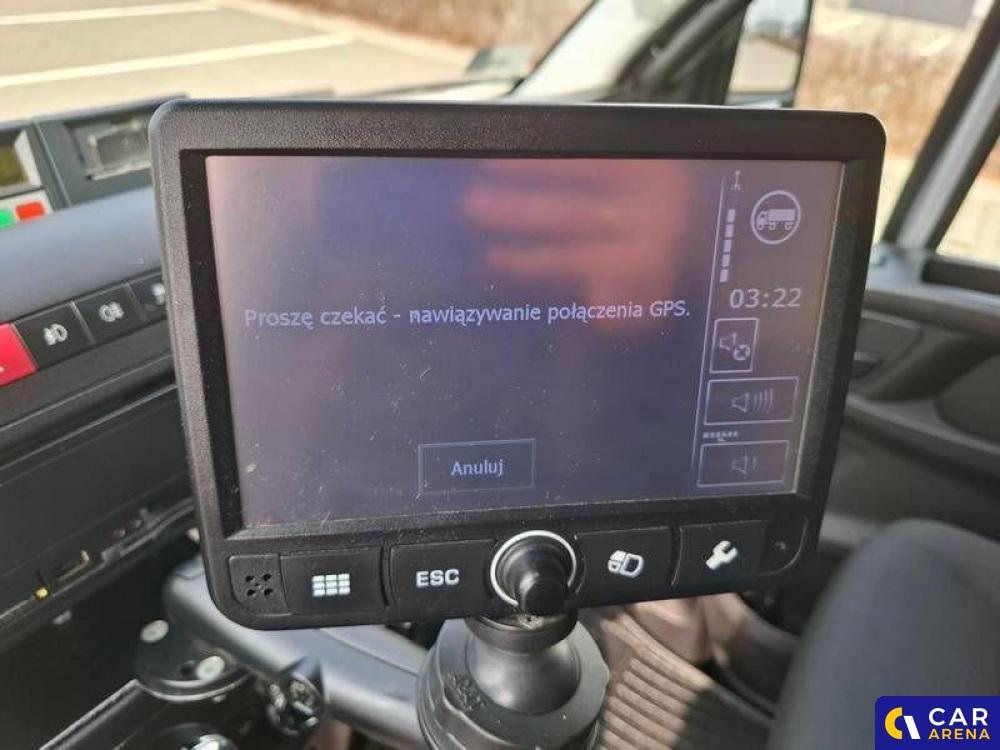 Proszę czekać - nawiązywanie połączenia GPS.
03:22
Anuluj
ESC
CAR
ARENA